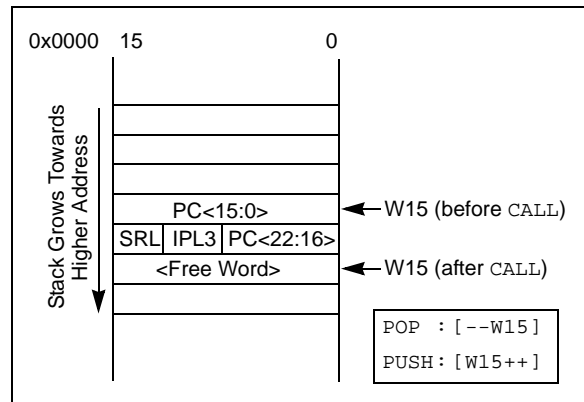 0x0000 15 0
Stack Grows Towards
Higher Address
PC<15:0>
W15 (before CALL)
SRL IPL3 PC<22:16>
<Free Word>
W15 (after CALL)
POP : [--W15]
PUSH: [W15++]